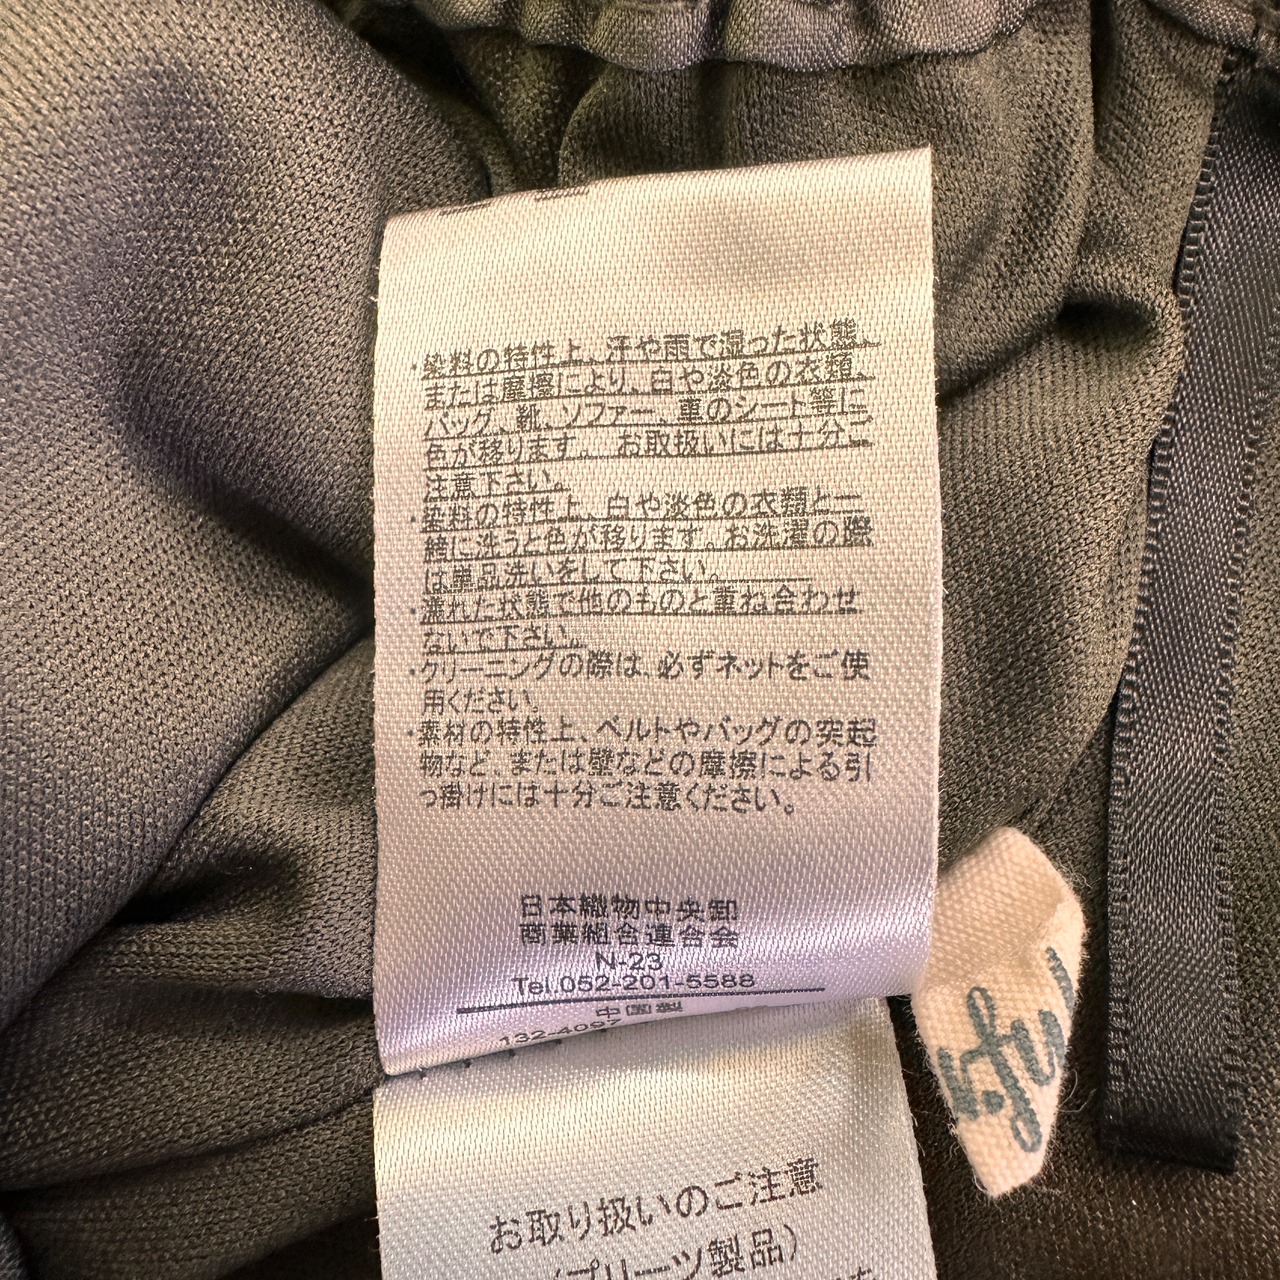 ・染料の特性上、汗や雨で湿った状態、
または摩擦により、白や淡色の衣類、
バッグ、靴、ソファー、車のシート等に
色が移ります。お取扱いには十分ご
注意下さい。
・染料の特性上、白や淡色の衣類と一
緒に洗うと色が移ります。お洗濯の際
は単品洗いをして下さい。
・濡れた状態で他のものと重ね合わせ
ないで下さい。
・クリーニングの際は、必ずネットをご使
用ください。
・素材の特性上、ベルトやバッグの突起
物など、または壁などの摩擦による引
っ掛けには十分ご注意ください。
日本織物中央卸
商業組合連合会
N-23
Tel.052-201-5588
中国製
132-4097
お取り扱いのご注意
(プリーツ製品)